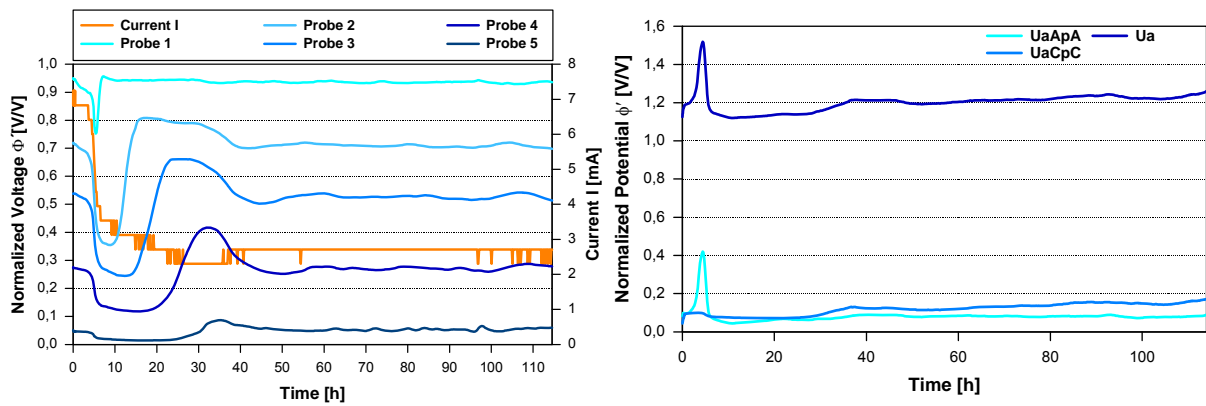 Current I
Probe 2
Probe 4
Probe 1
Probe 3
Probe 5
1,0
0,9
0,8
0,7
0,6
0,5
0,4
0,3
0,2
0,1
0,0
Normalized Voltage Φ' [V/V]
8
7
6
5
4
3
2
1
0
Current I [mA]
0 10 20 30 40 50 60 70 80 90 100 110
Time [h]
UaApA
Ua
UaCpC
1,6
1,4
1,2
1,0
0,8
0,6
0,4
0,2
0,0
Normalized Potential ϕ' [V/V]
0 20 40 60 80 100
Time [h]